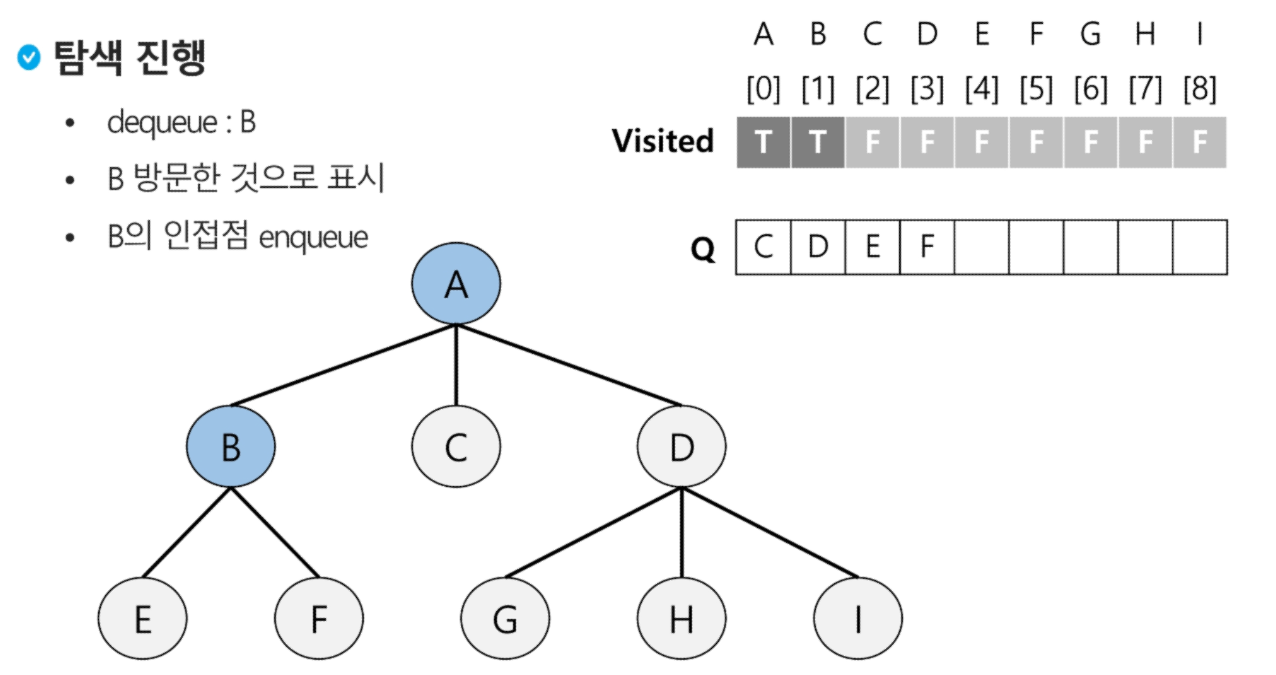 탐색 진행
• dequeue : B
• B 방문한 것으로 표시
• B의 인접점 enqueue
A B C D E F G H I
[0] [1] [2] [3] [4] [5] [6] [7] [8]
Visited T T F F F F F F F
Q C D E F
A
B C D
E F G H I